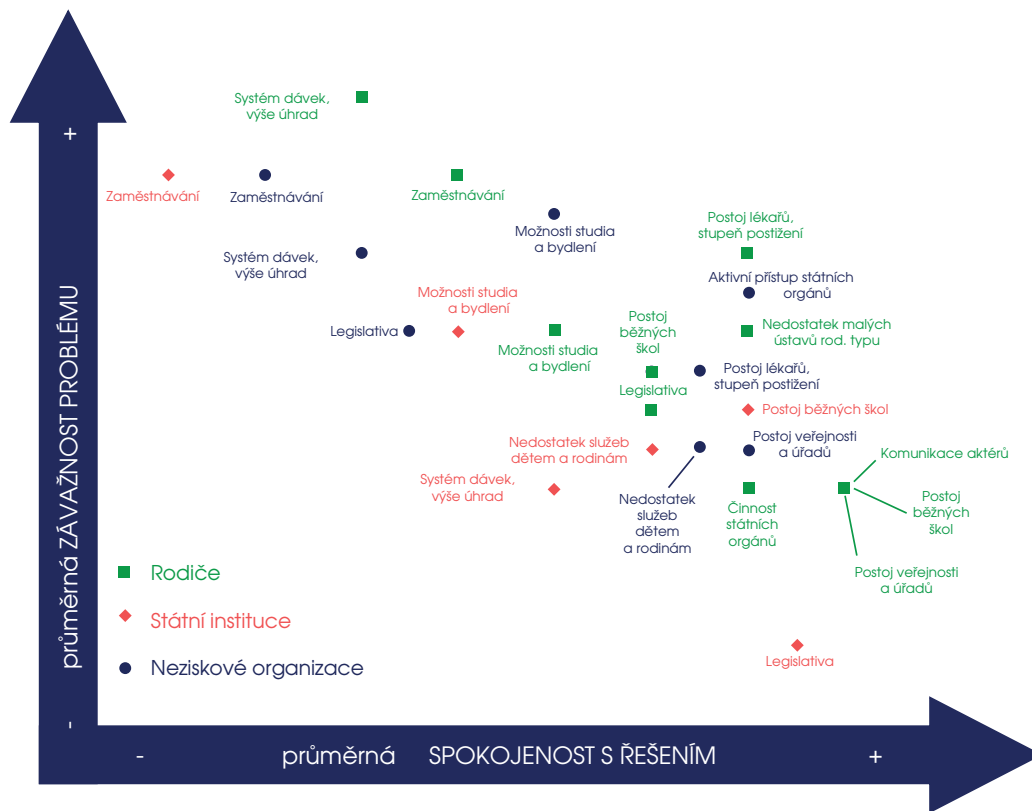 průměrná ZÁVAŽNOST PROBLÉMU
+
-
Systém dávek,
výše úhrad
Zaměstnávání
Zaměstnávání
Zaměstnávání
Možnosti studia
a bydlení
Postoj lékařů,
stupeň postížení
Systém dávek,
výše úhrad
Aktivní přístup státních
orgánů
Možnosti studia
a bydlení
Legislativa
Možnosti studia
a bydlení
Postoj
běžných
škol
Nedostatek malých
ústavů rod. typu
Legislativa
Postoj lékařů,
stupeň postížení
Postoj běžných škol
Nedostatek služeb
dětem a rodinám
Postoj veřejnosti
a úřadů
Systém dávek,
výše úhrad
Nedostatek
služeb
dětem
a rodinám
Činnost
státních
orgánů
Komunikace aktérů
Postoj
běžných
škol
Postoj veřejnosti
a úřadů
Legislativa
Rodiče
Státní instituce
Neziskové organizace
-
průměrná SPOKOJENOST S ŘEŠENÍM
+